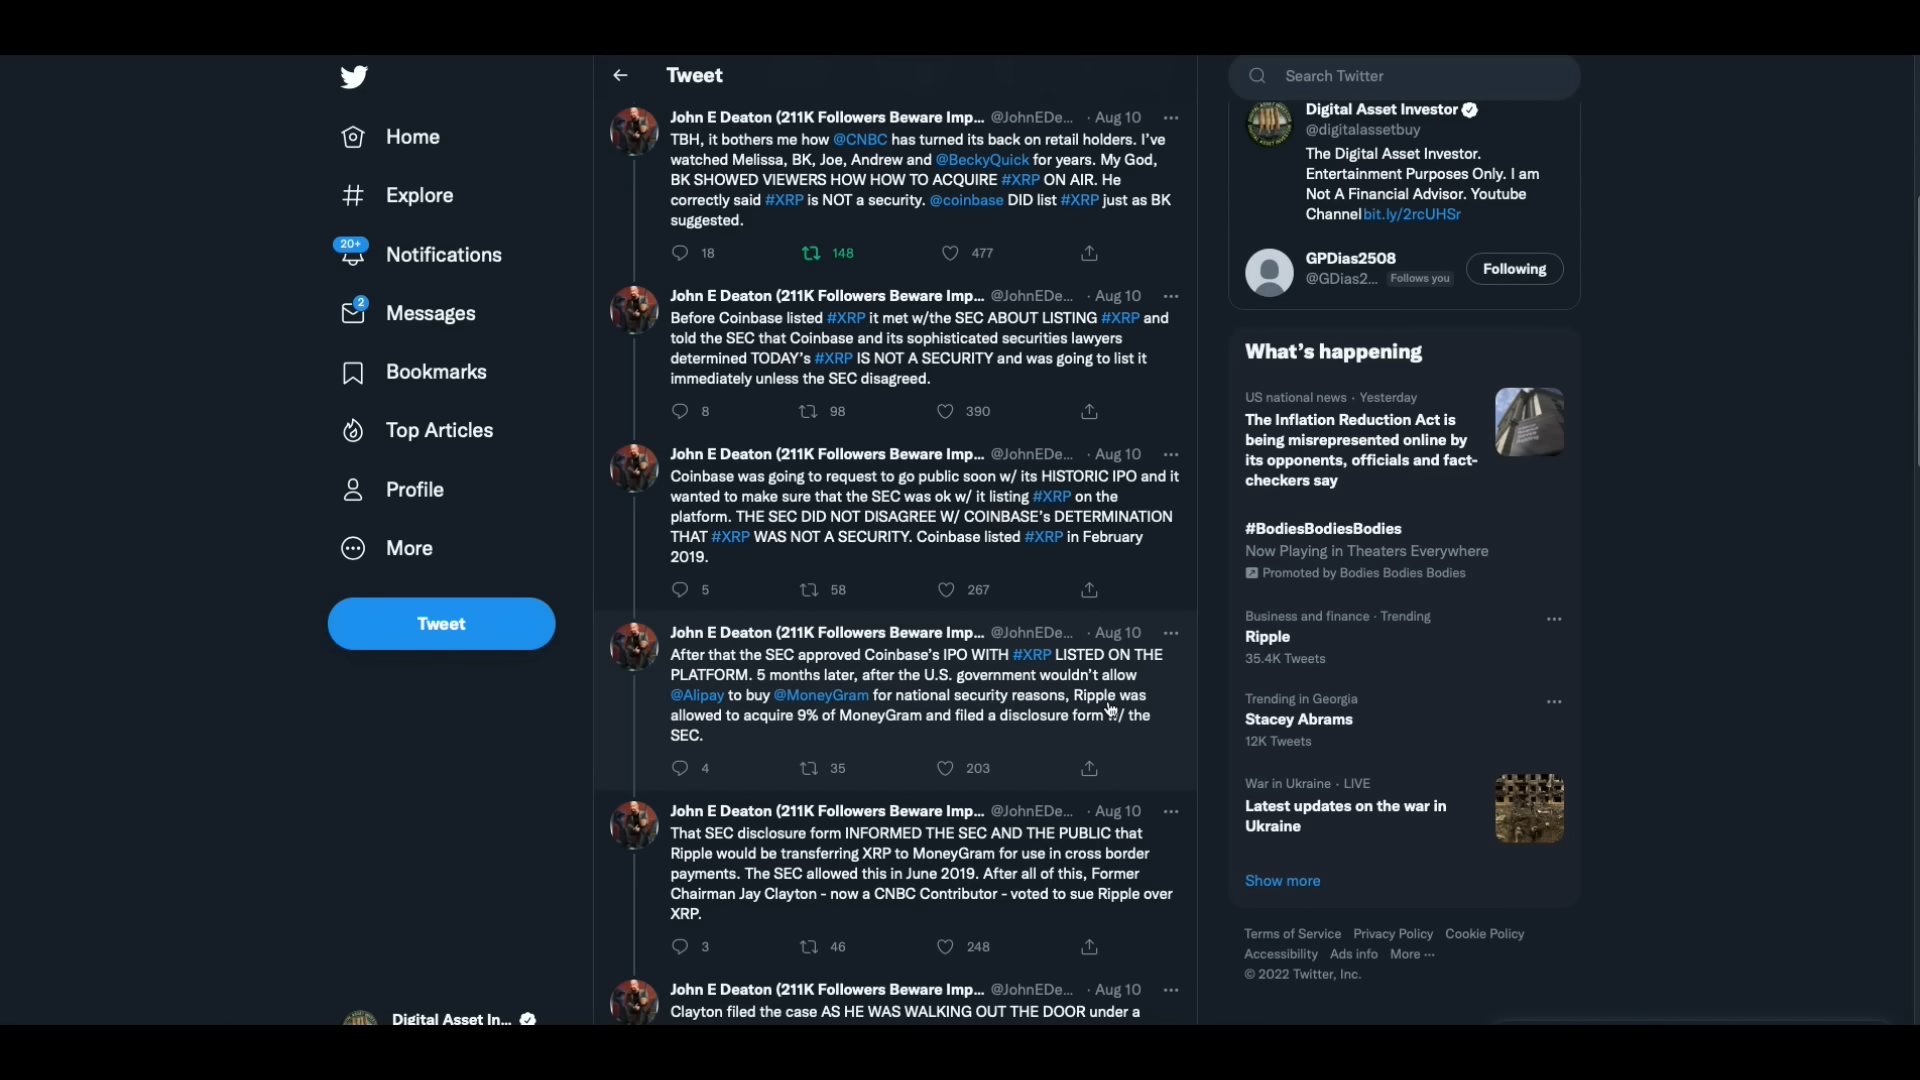 Home
Explore
20+
Notifications
2
Messages
Bookmarks
Top Articles
Profile
More
Tweet
Digital Asset In...
Tweet
John E Deaton (211K Followers Beware Imp... @JohnEDe... · Aug 10
TBH, it bothers me how @CNBC has turned its back on retail holders. I've
watched Melissa, BK, Joe, Andrew and @BeckyQuick for years. My God,
BK SHOWED VIEWERS HOW HOW TO ACQUIRE #XRP ON AIR. He
correctly said #XRP is NOT a security. @coinbase DID list #XRP just as BK
suggested.
18 148 477
John E Deaton (211K Followers Beware Imp... @JohnEDe... · Aug 10
Before Coinbase listed #XRP it met w/the SEC ABOUT LISTING #XRP and
told the SEC that Coinbase and its sophisticated securities lawyers
determined TODAY's #XRP IS NOT A SECURITY and was going to list it
immediately unless the SEC disagreed.
8 98 390
John E Deaton (211K Followers Beware Imp... @JohnEDe... · Aug 10
Coinbase was going to request to go public soon w/ its HISTORIC IPO and it
wanted to make sure that the SEC was ok w/ it listing #XRP on the
platform. THE SEC DID NOT DISAGREE W/ COINBASE's DETERMINATION
THAT #XRP WAS NOT A SECURITY. Coinbase listed #XRP in February
2019.
5 58 267
John E Deaton (211K Followers Beware Imp... @JohnEDe... · Aug 10
After that the SEC approved Coinbase's IPO WITH #XRP LISTED ON THE
PLATFORM. 5 months later, after the U.S. government wouldn't allow
@Alipay to buy @MoneyGram for national security reasons, Ripple was
allowed to acquire 9% of MoneyGram and filed a disclosure form w/ the
SEC.
4 35 203
John E Deaton (211K Followers Beware Imp... @JohnEDe... · Aug 10
That SEC disclosure form INFORMED THE SEC AND THE PUBLIC that
Ripple would be transferring XRP to MoneyGram for use in cross border
payments. The SEC allowed this in June 2019. After all of this, Former
Chairman Jay Clayton - now a CNBC Contributor - voted to sue Ripple over
XRP.
3 46 248
John E Deaton (211K Followers Beware Imp... @JohnEDe... · Aug 10
Clayton filed the case AS HE WAS WALKING OUT THE DOOR under a
Search Twitter
Digital Asset Investor
@digitalassetbuy
The Digital Asset Investor.
Entertainment Purposes Only. I am
Not A Financial Advisor. Youtube
Channel bit.ly/2rcUHSr
GPDias2508
@GDias2... Follows you
Following
What's happening
US national news · Yesterday
The Inflation Reduction Act is
being misrepresented online by
its opponents, officials and fact-
checkers say
#BodiesBodiesBodies
Now Playing in Theaters Everywhere
Promoted by Bodies Bodies Bodies
Business and finance · Trending
Ripple
35.4K Tweets
Trending in Georgia
Stacey Abrams
12K Tweets
War in Ukraine · LIVE
Latest updates on the war in
Ukraine
Show more
Terms of Service Privacy Policy Cookie Policy
Accessibility Ads info More ···
© 2022 Twitter, Inc.